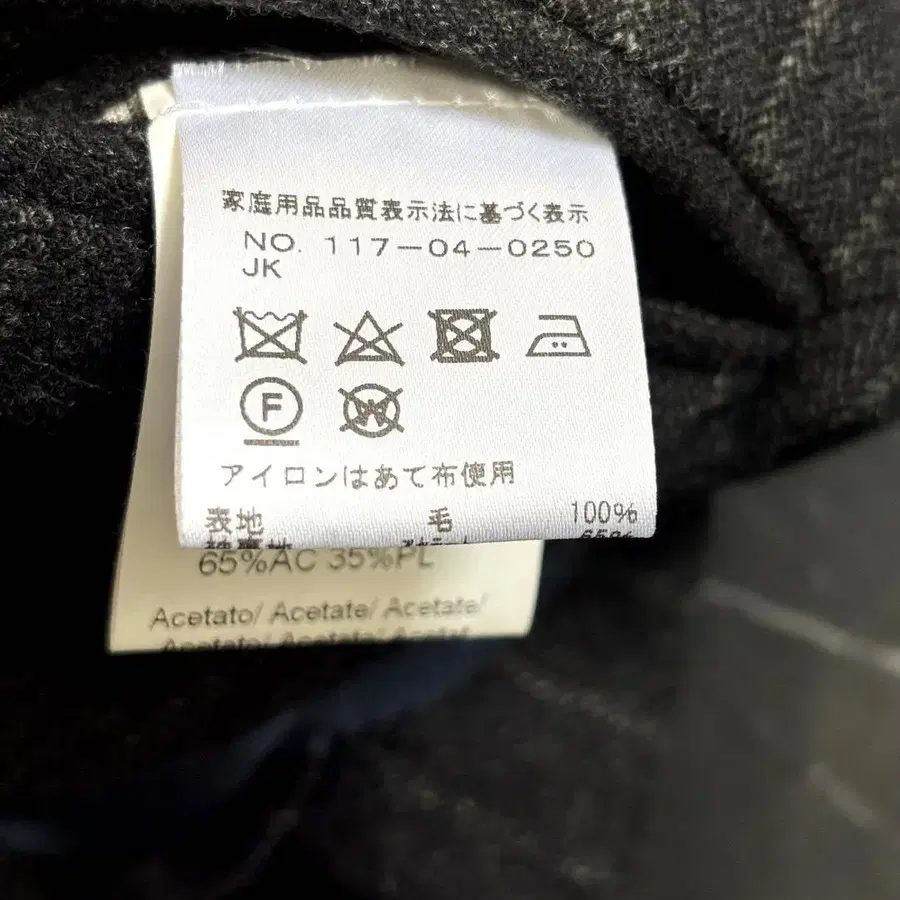 家庭用品品質表示法に基づく表示
NO. 117-04-0250
JK
F
W
アイロンはあて布使用
表地 毛 100%
65%AC 35%PL
Acetato/ Acetate/ Acetate/